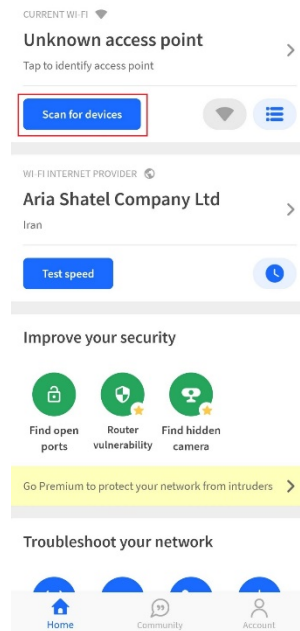 CURRENT WI-FI
Unknown access point
Tap to identify access point
Scan for devices
WI-FI INTERNET PROVIDER
Aria Shatel Company Ltd
Iran
Test speed
Improve your security
Find open
ports
Router
vulnerability
Find hidden
camera
Go Premium to protect your network from intruders
Troubleshoot your network
Home
Community
Account